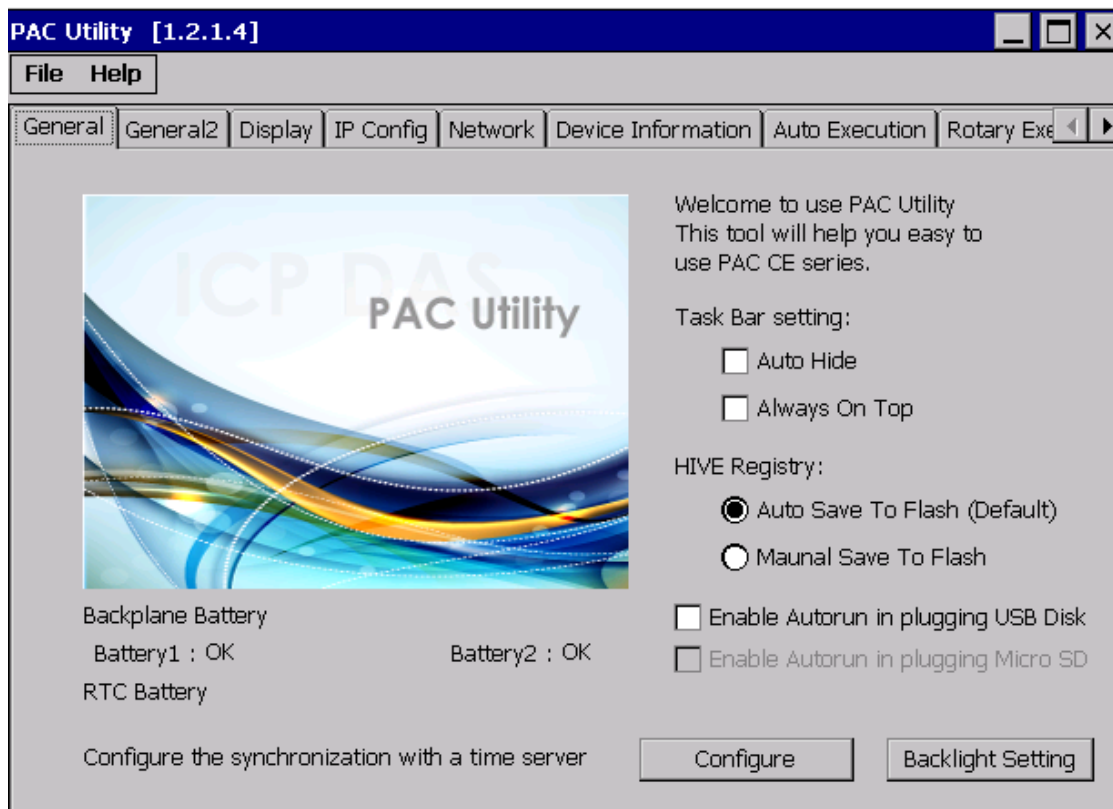 PAC Utility [1.2.1.4]
File Help
General General2 Display IP Config Network Device Information Auto Execution Rotary Exe
ICP DAS
PAC Utility
Welcome to use PAC Utility
This tool will help you easy to
use PAC CE series.
Task Bar setting:
Auto Hide
Always On Top
HIVE Registry:
Auto Save To Flash (Default)
Maunal Save To Flash
Enable Autorun in plugging USB Disk
Enable Autorun in plugging Micro SD
Backplane Battery
Battery1 : OK Battery2 : OK
RTC Battery
Configure the synchronization with a time server Configure Backlight Setting